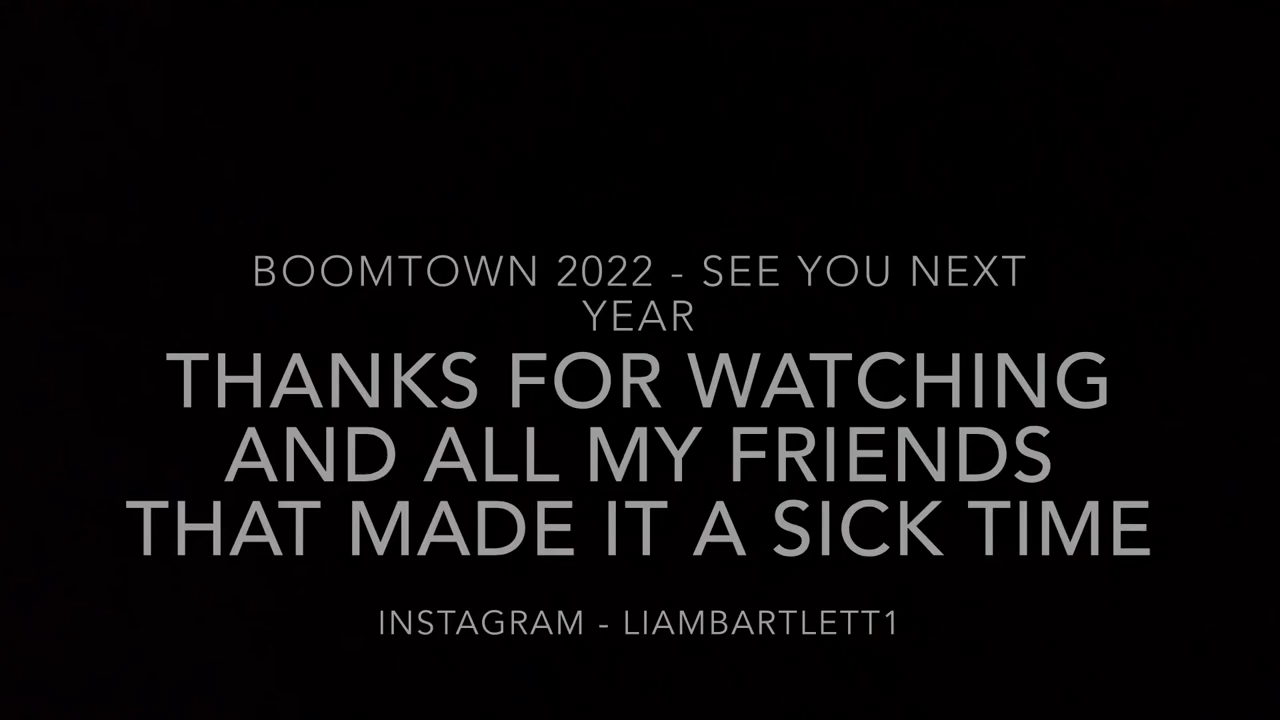 BOOMTOWN 2022 - SEE YOU NEXT
YEAR
THANKS FOR WATCHING
AND ALL MY FRIENDS
THAT MADE IT A SICK TIME
INSTAGRAM - LIAMBARTLETT1